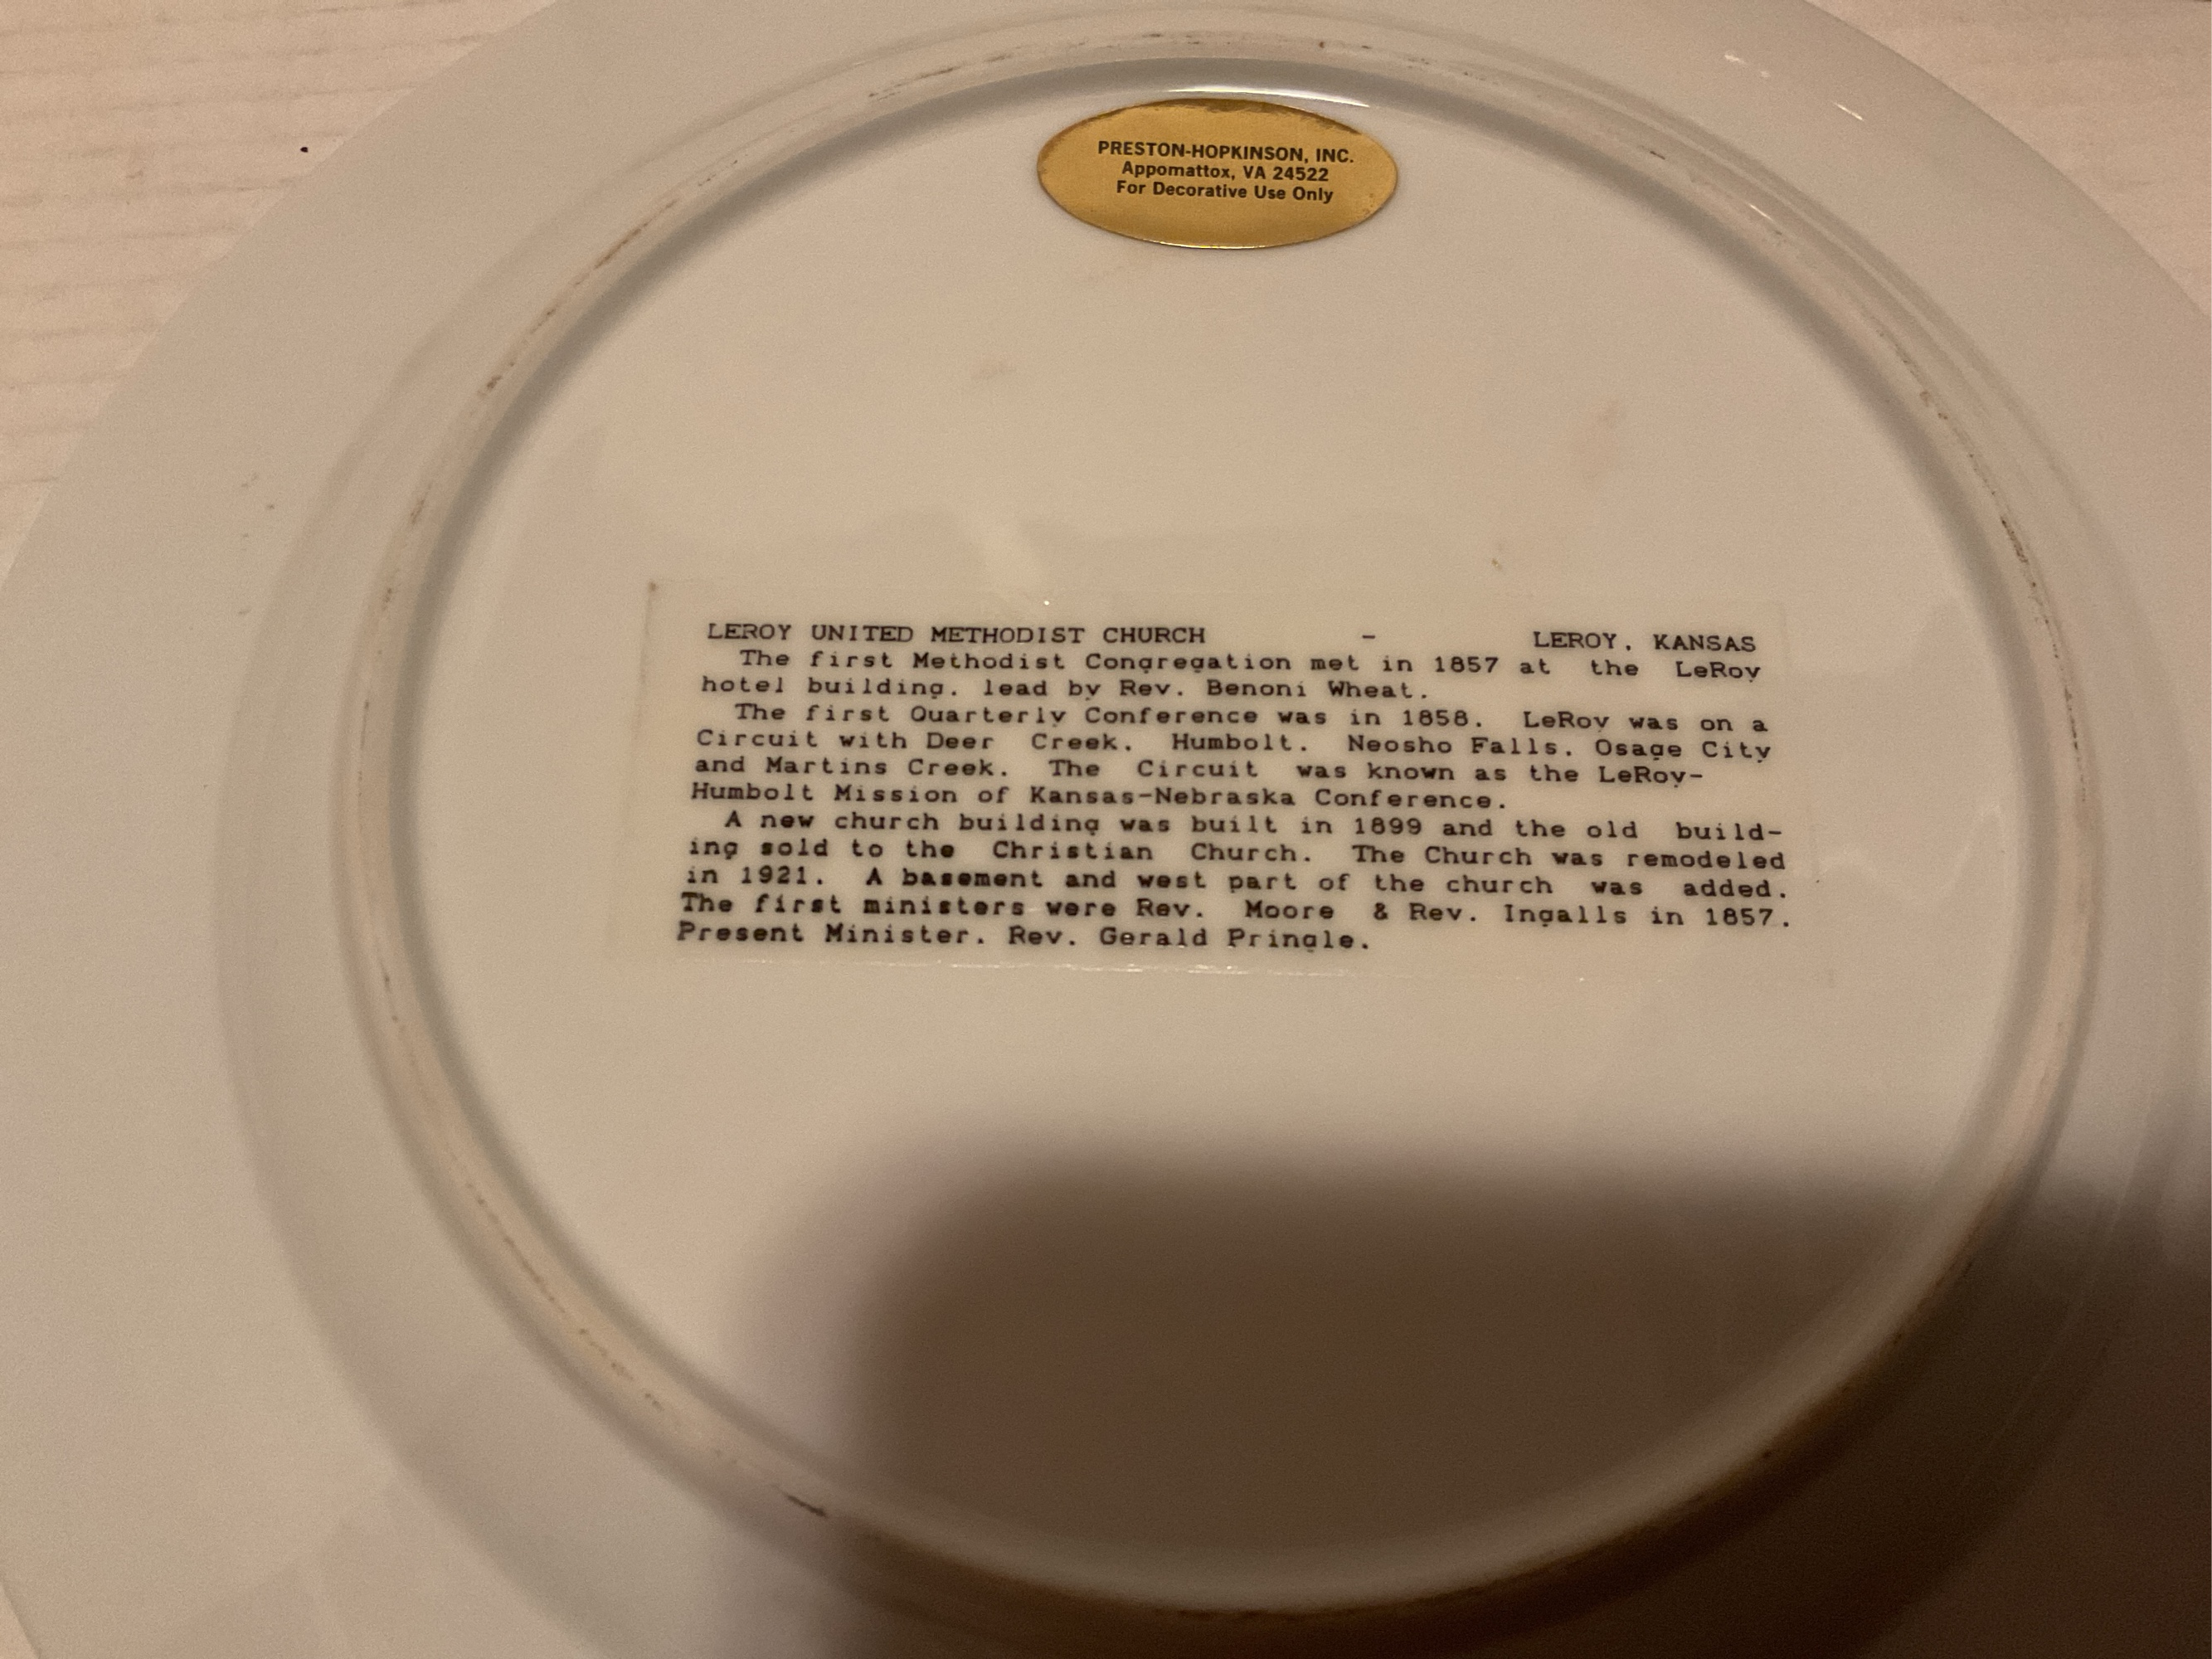 PRESTON-HOPKINSON, INC.
Appomattox, VA 24522
For Decorative Use Only
LEROY UNITED METHODIST CHURCH - LEROY, KANSAS
The first Methodist Congregation met in 1857 at the LeRoy
hotel building, lead by Rev. Benoni Wheat.
The first Quarterly Conference was in 1858. LeRoy was on a
Circuit with Deer Creek, Humbolt, Neosho Falls, Osage City
and Martins Creek. The Circuit was known as the LeRoy-
Humbolt Mission of Kansas-Nebraska Conference.
A new church building was built in 1899 and the old build-
ing sold to the Christian Church. The Church was remodeled
in 1921. A basement and west part of the church was added.
The first ministers were Rev. Moore & Rev. Ingalls in 1857.
Present Minister, Rev. Gerald Pringle.